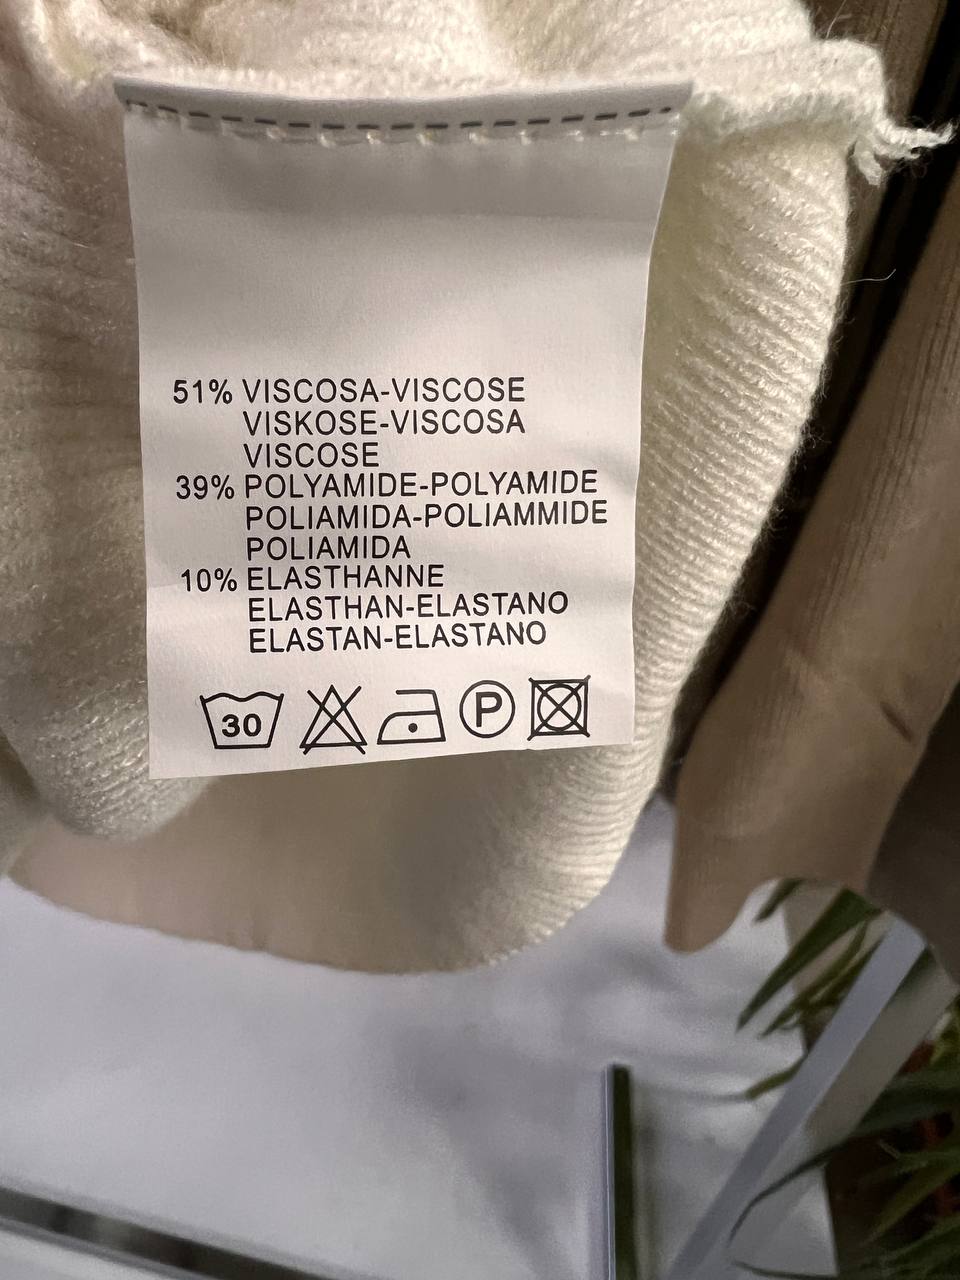 51% VISCOSA-VISCOSE
VISKOSE-VISCOSA
VISCOSE
39% POLYAMIDE-POLYAMIDE
POLIAMIDA-POLIAMMIDE
POLIAMIDA
10% ELASTHANNE
ELASTHAN-ELASTANO
ELASTAN-ELASTANO
30 P